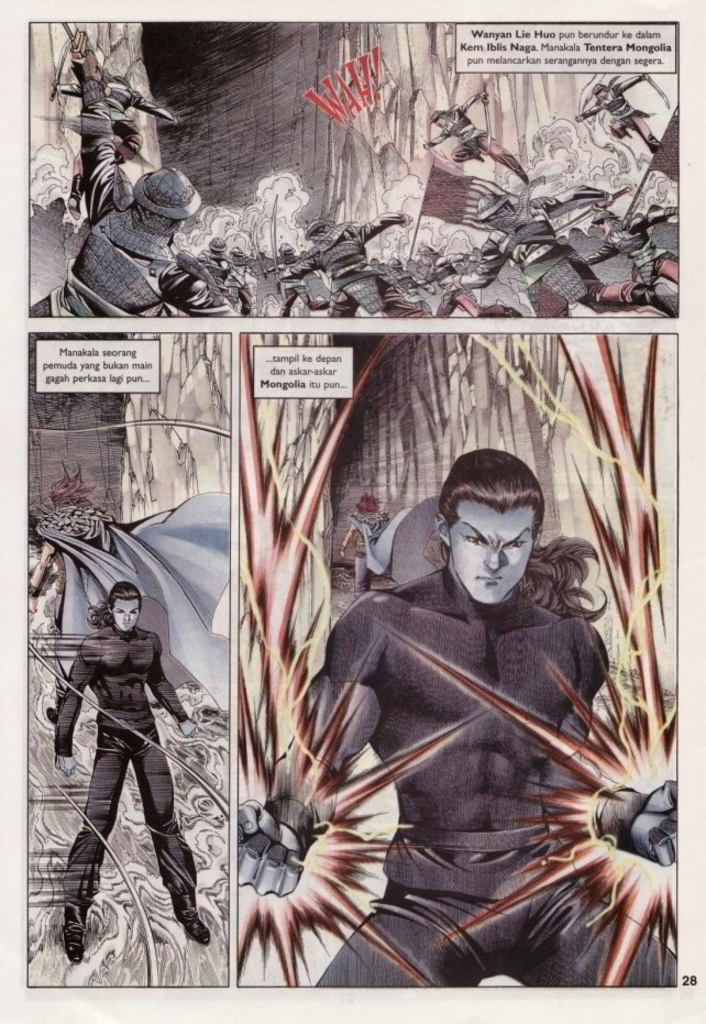 Wanyan Lie Huo pun berundur ke dalam
Kem Iblis Naga. Manakala Tentera Mongolia
pun melancarkan serangannya dengan segera.
WAH!
Manakala seorang
pemuda yang bukan main
gagah perkasa lagi pun...
...tampil ke depan
dan askar-askar
Mongolia itu pun...
28